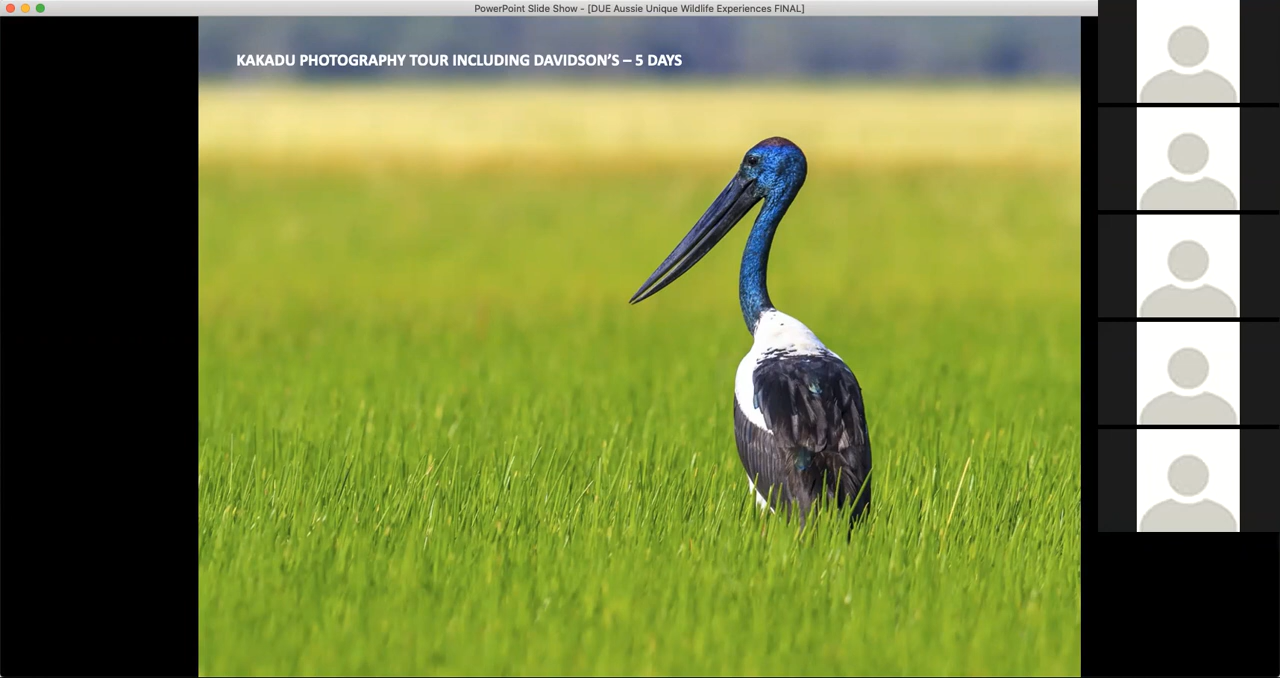 PowerPoint Slide Show - [DUE Aussie Unique Wildlife Experiences FINAL]
KAKADU PHOTOGRAPHY TOUR INCLUDING DAVIDSON'S – 5 DAYS